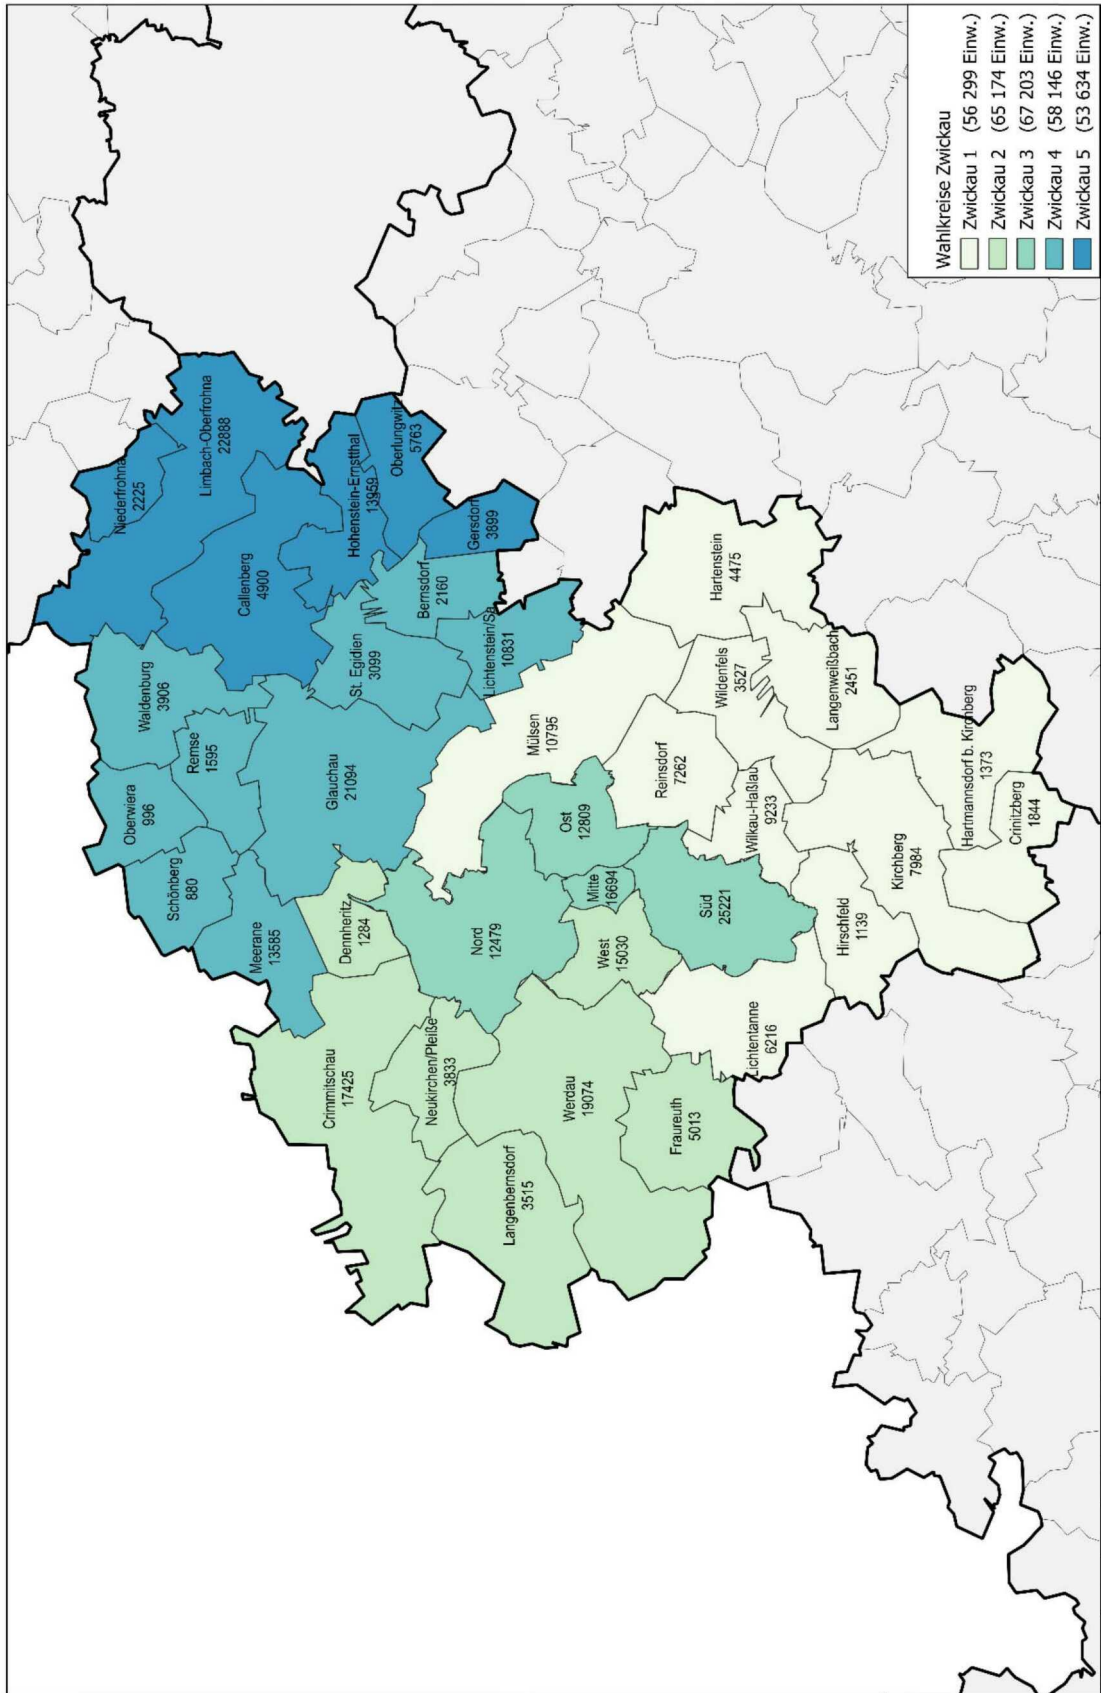 Niederfrohna
2225
Limbach-Oberfrohna
22888
Callenberg
4900
Hohenstein-Ernstthal
13959
Oberlungwitz
5763
Gersdorf
3899
Waldenburg
3906
Oberwiera
996
Remse
1595
Schönberg
880
Meerane
13585
Glauchau
21094
St. Egidien
3099
Bernsdorf
2160
Lichtenstein/Sa.
10831
Dennheritz
1284
Crimmitschau
17425
Neukirchen/Pleiße
3833
Langenbernsdorf
3515
Werdau
19074
Fraureuth
5013
Nord
12479
Ost
12809
Mitte
16694
West
15030
Süd
25221
Mülsen
10795
Reinsdorf
7262
Wildenfels
3527
Hartenstein
4475
Langenweißbach
2451
Wilkau-Haßlau
9233
Lichtentanne
6216
Hirschfeld
1139
Kirchberg
7984
Hartmannsdorf b. Kirchberg
1373
Crinitzberg
1844
Wahlkreise Zwickau
Zwickau 1 (56 299 Einw.)
Zwickau 2 (65 174 Einw.)
Zwickau 3 (67 203 Einw.)
Zwickau 4 (58 146 Einw.)
Zwickau 5 (53 634 Einw.)